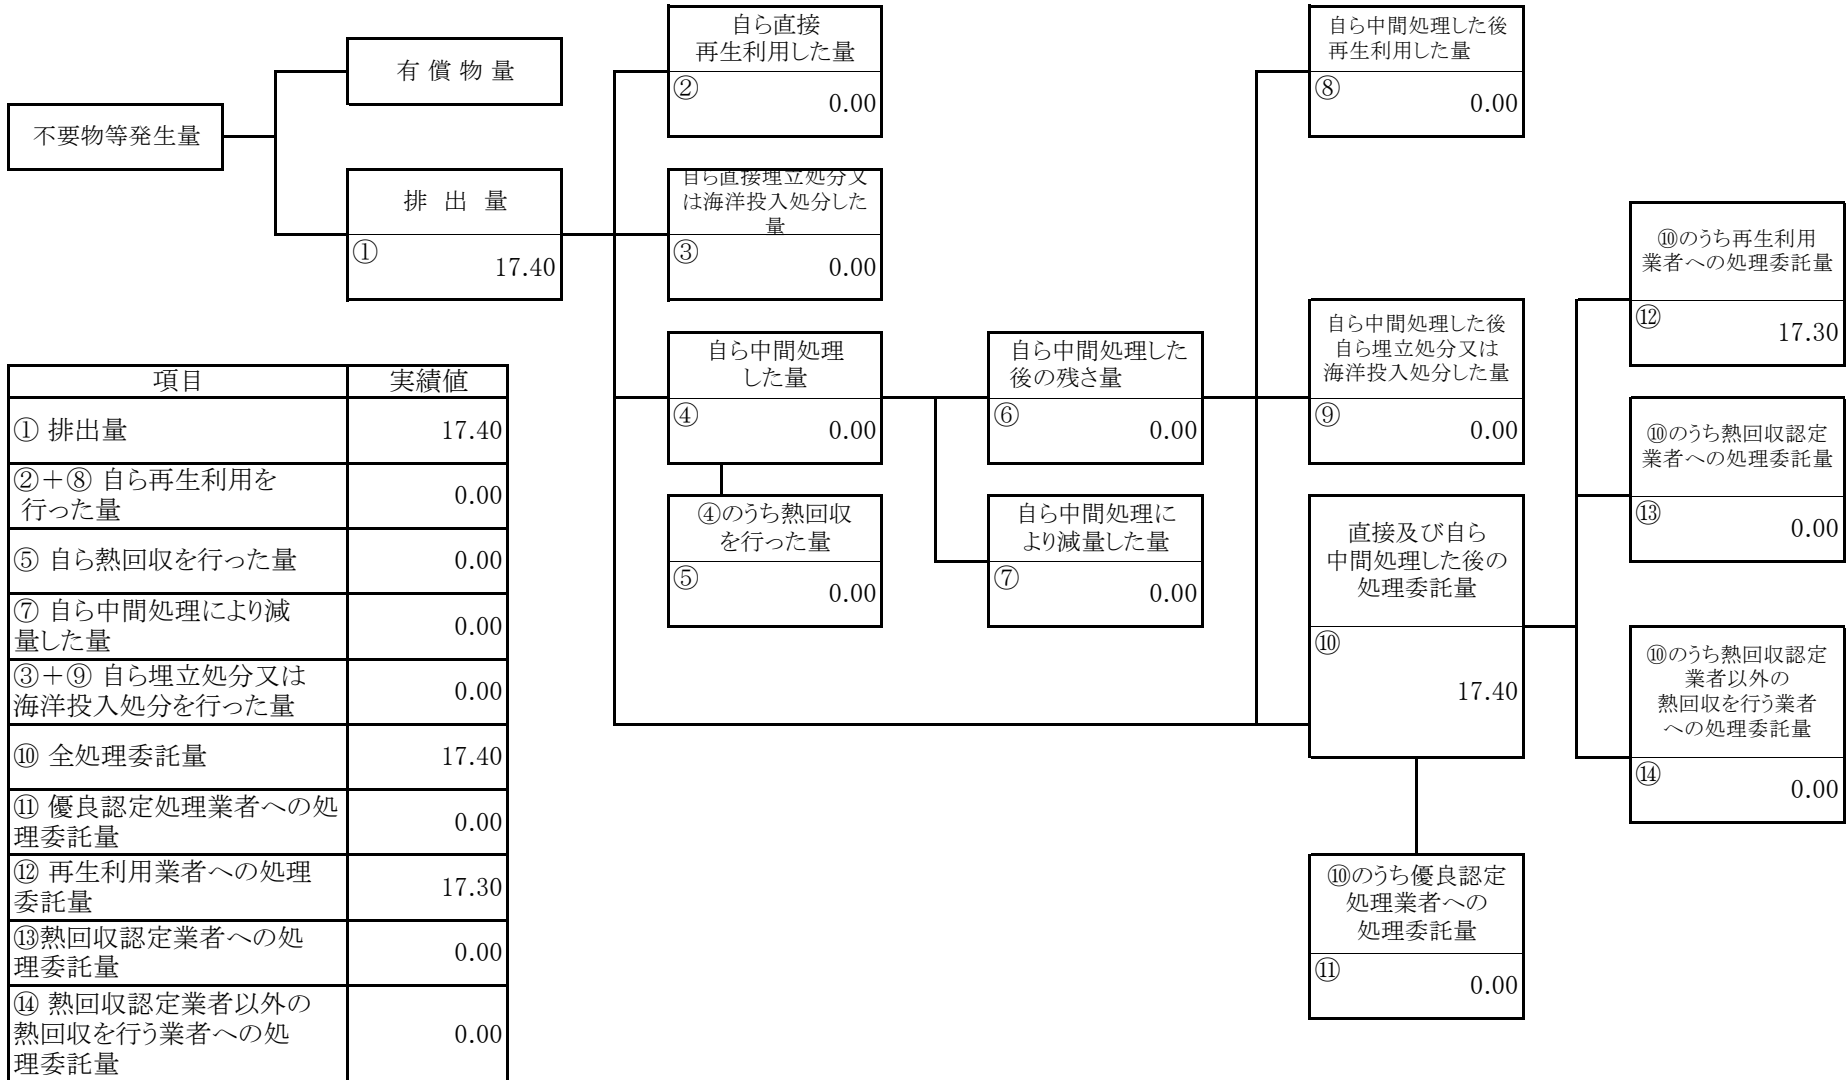 不要物等発生量
有 償 物 量
排　出　量
①
17.40
自ら直接
再生利用した量
②
0.00
自ら直接埋立処分又
は海洋投入処分した
量
③
0.00
自ら中間処理
した量
④
0.00
④のうち熱回収
を行った量
⑤
0.00
自ら中間処理した
後の残さ量
⑥
0.00
自ら中間処理に
より減量した量
⑦
0.00
自ら中間処理した後
再生利用した量
⑧
0.00
自ら中間処理した後
自ら埋立処分又は
海洋投入処分した量
⑨
0.00
直接及び自ら
中間処理した後の
処理委託量
⑩
17.40
⑩のうち優良認定
処理業者への
処理委託量
⑪
0.00
⑩のうち再生利用
業者への処理委託量
⑫
17.30
⑩のうち熱回収認定
業者への処理委託量
⑬
0.00
⑩のうち熱回収認定
業者以外の
熱回収を行う業者
への処理委託量
⑭
0.00
項目 実績値
① 排出量 17.40
②＋⑧ 自ら再生利用を
行った量 0.00
⑤ 自ら熱回収を行った量 0.00
⑦ 自ら中間処理により減
量した量 0.00
③＋⑨ 自ら埋立処分又は
海洋投入処分を行った量 0.00
⑩ 全処理委託量 17.40
⑪ 優良認定処理業者への処
理委託量 0.00
⑫ 再生利用業者への処理
委託量 17.30
⑬熱回収認定業者への処
理委託量 0.00
⑭ 熱回収認定業者以外の
熱回収を行う業者への処
理委託量 0.00